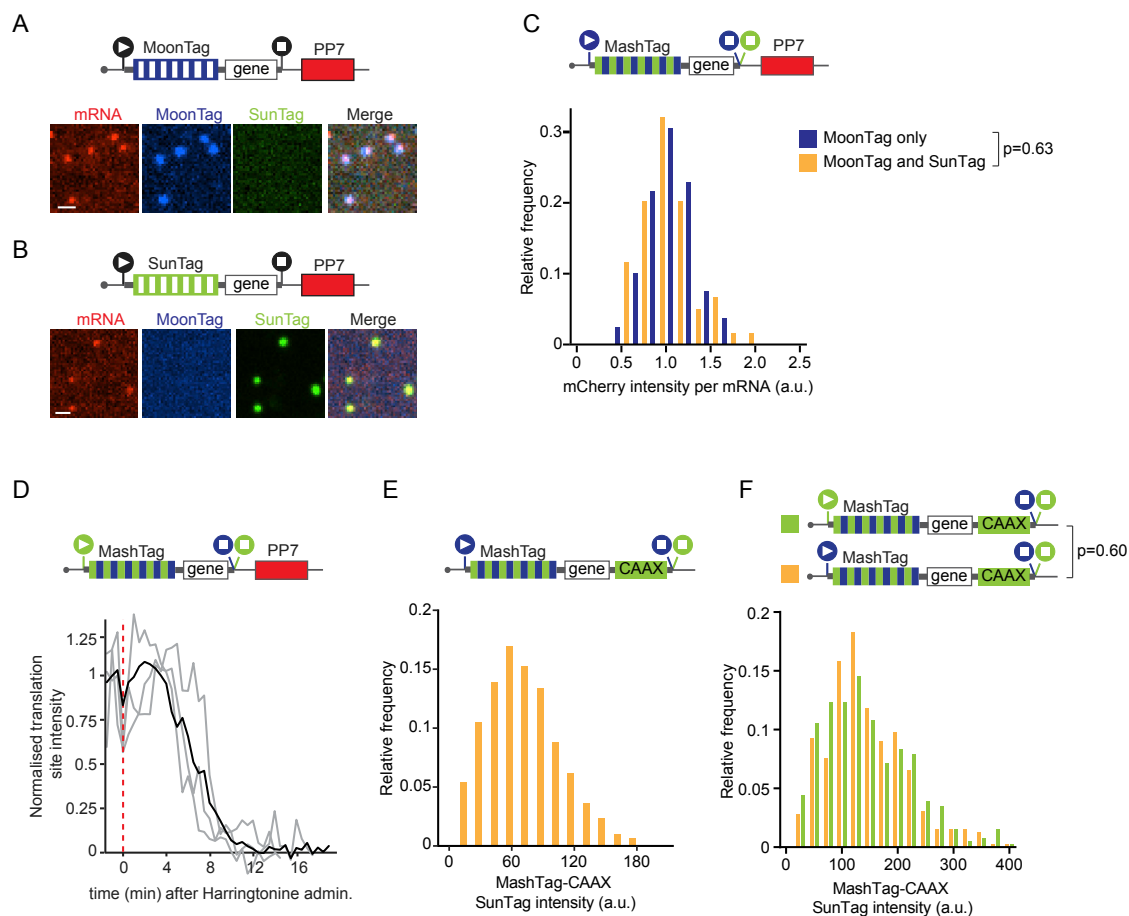 A
MoonTag
gene
PP7
mRNA
MoonTag
SunTag
Merge
B
SunTag
gene
PP7
mRNA
MoonTag
SunTag
Merge
C
MashTag
gene
PP7
Relative frequency
0.3
0.2
0.1
0
0
0.5
1.0
1.5
2.0
2.5
mCherry intensity per mRNA (a.u.)
MoonTag only
MoonTag and SunTag
p=0.63
D
MashTag
gene
PP7
Normalised translation
site intensity
1.25
1
0.75
0.5
0.25
0
0
4
8
12
16
time (min) after Harringtonine admin.
E
MashTag
gene
CAAX
Relative frequency
0.2
0.15
0.1
0.05
0
0
60
120
180
MashTag-CAAX
SunTag intensity (a.u.)
F
MashTag
gene
CAAX
MashTag
gene
CAAX
p=0.60
Relative frequency
0.2
0.15
0.1
0.05
0
0
100
200
300
400
MashTag-CAAX
SunTag intensity (a.u.)